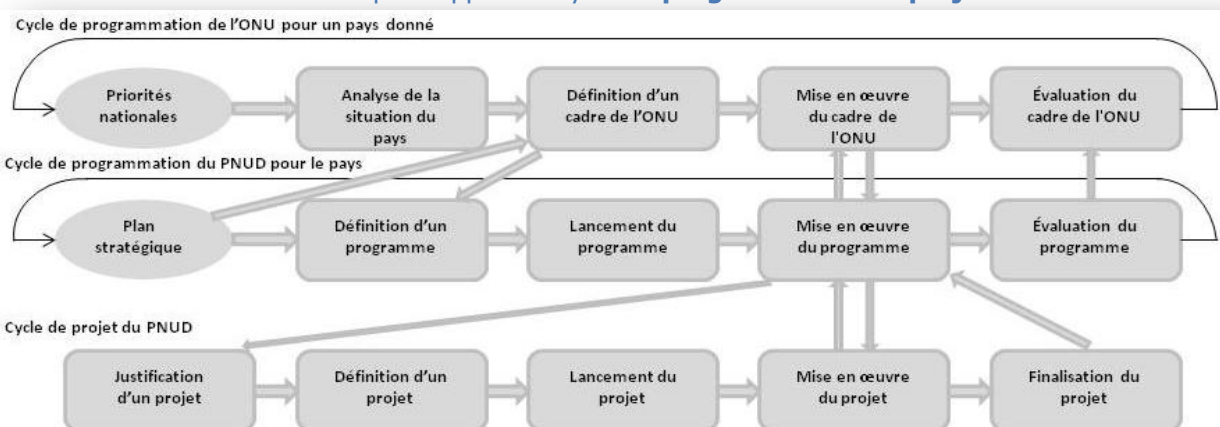 Cycle de programmation de l'ONU pour un pays donné
Priorités
nationales
Analyse de la
situation du
pays
Définition d'un
cadre de l'ONU
Mise en œuvre
du cadre de
l'ONU
Évaluation du
cadre de l'ONU
Cycle de programmation du PNUD pour le pays
Plan
stratégique
Définition d'un
programme
Lancement du
programme
Mise en œuvre
du programme
Évaluation du
programme
Cycle de projet du PNUD
Justification
d'un projet
Définition d'un
projet
Lancement du
projet
Mise en œuvre
du projet
Finalisation du
projet